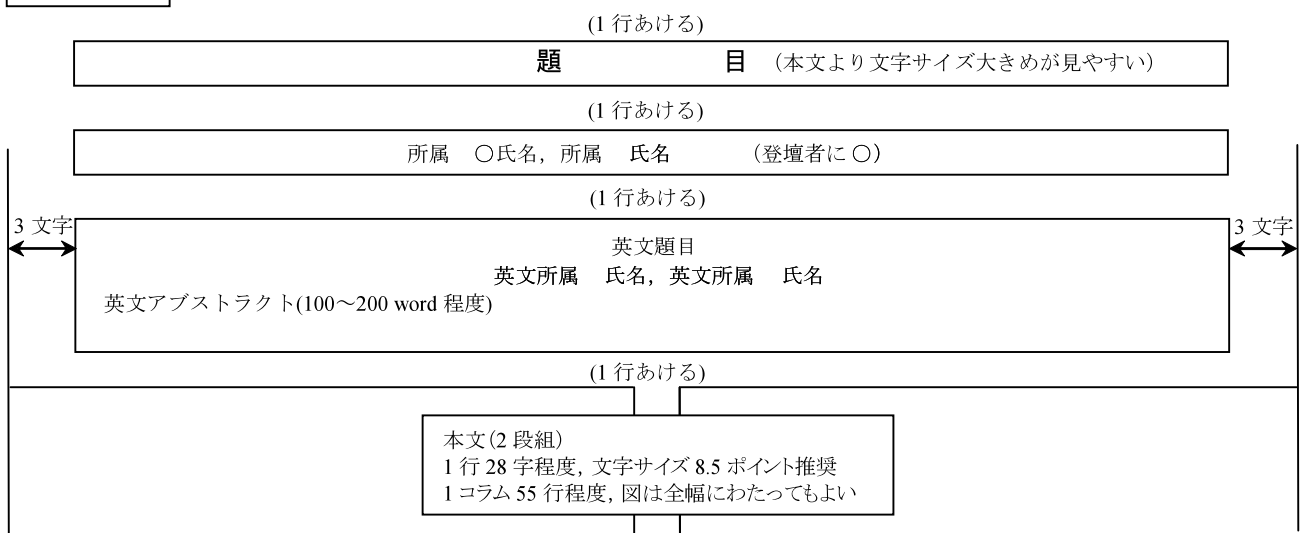 (1 行あける)
題　　目 （本文より文字サイズ大きめが見やすい）
(1 行あける)
所属　○氏名，所属　氏名　　（登壇者に○）
(1 行あける)
3 文字
3 文字
英文題目
英文所属　氏名，英文所属　氏名
英文アブストラクト(100～200 word 程度)
(1 行あける)
本文（2 段組）
1 行 28 字程度，文字サイズ 8.5 ポイント推奨
1 コラム 55 行程度，図は全幅にわたってもよい